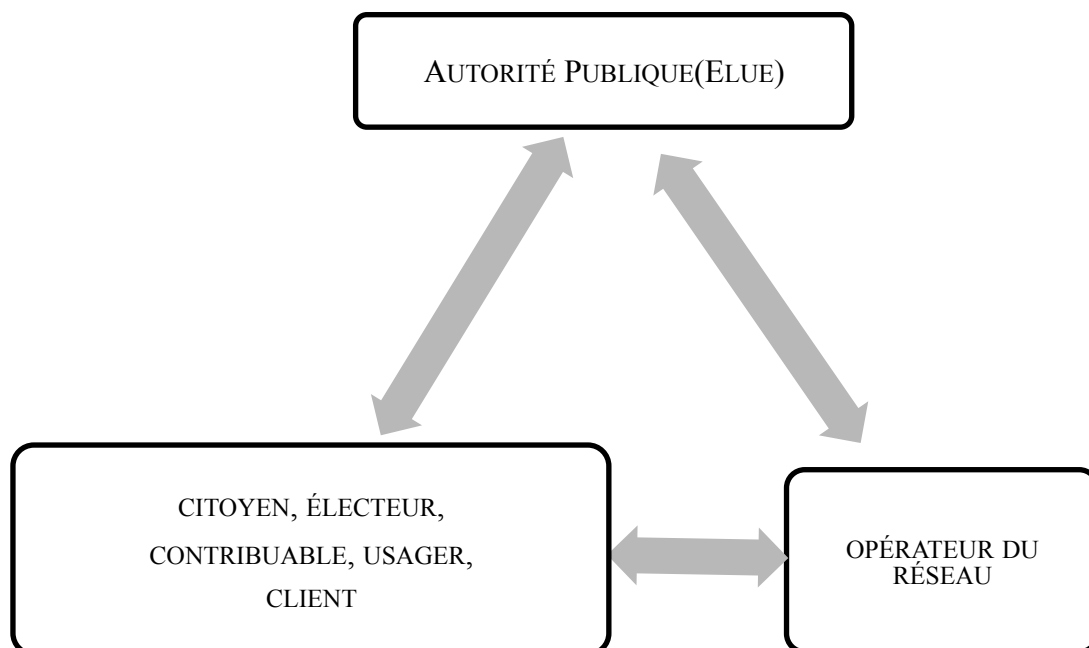 AUTORITÉ PUBLIQUE(ELUE)
CITOYEN, ÉLECTEUR,
CONTRIBUABLE, USAGER,
CLIENT
OPÉRATEUR DU
RÉSEAU